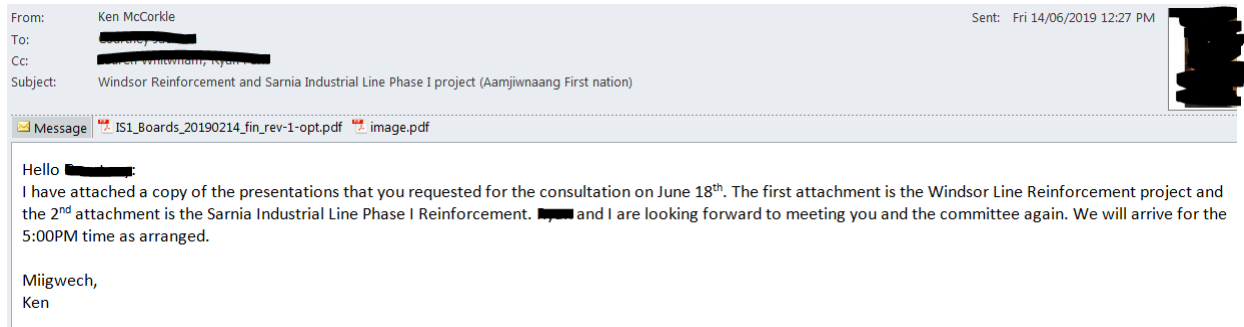 From: Ken McCorkle Sent: Fri 14/06/2019 12:27 PM
To:
Cc:
Subject: Windsor Reinforcement and Sarnia Industrial Line Phase I project (Aamjiwnaang First nation)
Message IS1_Boards_20190214_fin_rev-1-opt.pdf image.pdf
Hello :
I have attached a copy of the presentations that you requested for the consultation on June 18th. The first attachment is the Windsor Line Reinforcement project and
the 2nd attachment is the Sarnia Industrial Line Phase I Reinforcement. and I are looking forward to meeting you and the committee again. We will arrive for the
5:00PM time as arranged.
Miigwech,
Ken